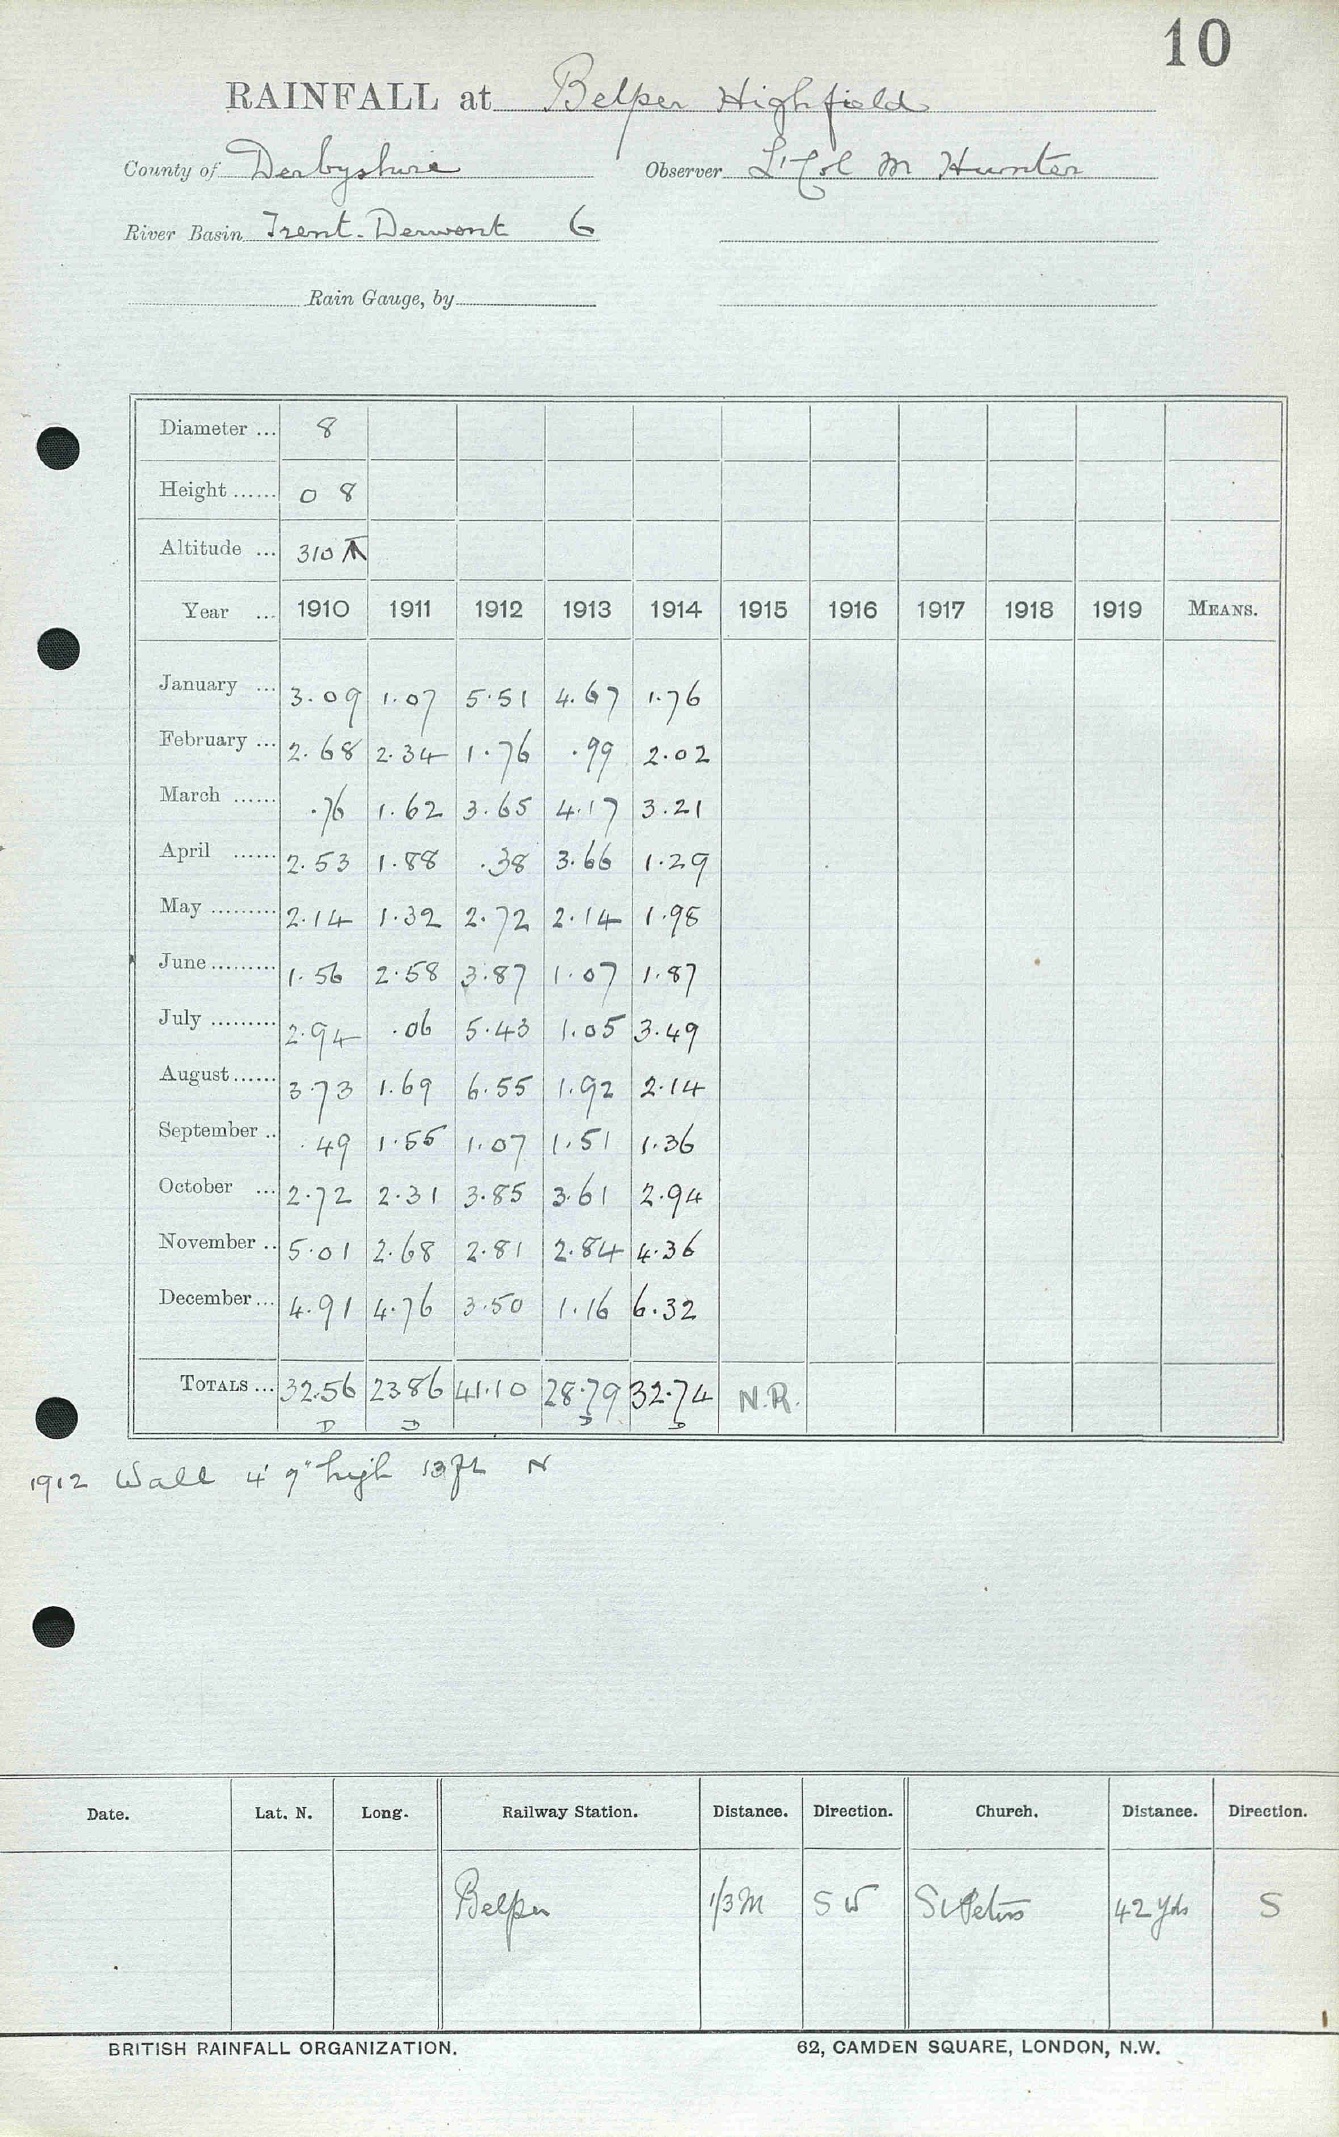 10
RAINFALL at Belper Highfield
County of Derbyshire Observer Lt Col M Hunter
River Basin Trent-Derwent 6
Rain Gauge, by
Diameter ... 8
Height ...... 0 8
Altitude ... 310
Year ... 1910 1911 1912 1913 1914 1915 1916 1917 1918 1919 MEANS.
January ... 3.09 1.07 5.51 4.67 1.76
February ... 2.68 2.34 1.76 .99 2.02
March ...... .76 1.62 3.65 4.17 3.21
April ...... 2.53 1.88 .38 3.66 1.29
May ......... 2.14 1.32 2.72 2.14 1.98
June ......... 1.56 2.58 3.87 1.07 1.87
July ......... 2.94 .06 5.43 1.05 3.49
August ...... 3.73 1.69 6.55 1.92 2.14
September .. .49 1.55 1.07 1.51 1.36
October ... 2.72 2.31 3.85 3.61 2.94
November .. 5.01 2.68 2.81 2.84 4.36
December ... 4.91 4.76 3.50 1.16 6.32
TOTALS ... 32.56 23.86 41.10 28.79 32.74 N.R.
D D D D
1912 Wall 4' 9" high 13 ft N
Date. Lat. N. Long. Railway Station. Distance. Direction. Church. Distance. Direction.
Belper 1/3 M S W St Peters 42 yds S
BRITISH RAINFALL ORGANIZATION. 62, CAMDEN SQUARE, LONDON, N.W.